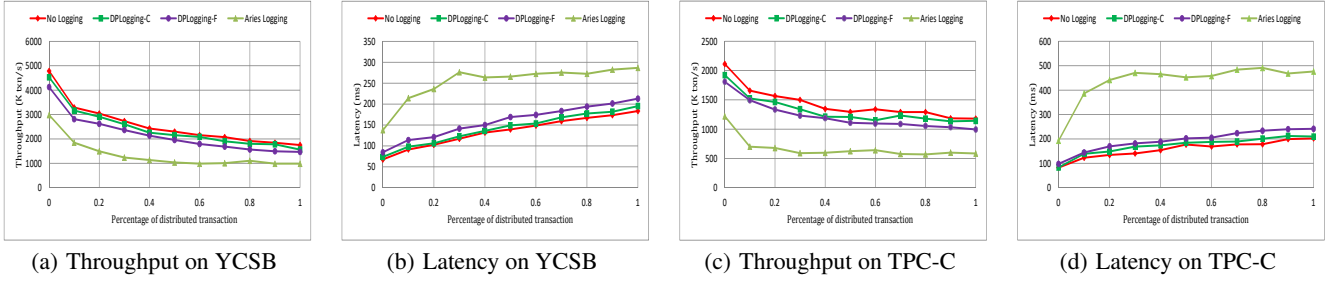 No Logging DPLogging-C DPLogging-F Aries Logging
Throughput (K txn/s)
6000
5000
4000
3000
2000
1000
0
0 0.2 0.4 0.6 0.8 1
Percentage of distributed transaction
(a) Throughput on YCSB
No Logging DPLogging-C DPLogging-F Aries Logging
Latency (ms)
350
300
250
200
150
100
50
0
0 0.2 0.4 0.6 0.8 1
Percentage of distributed transaction
(b) Latency on YCSB
No Logging DPLogging-C DPLogging-F Aries Logging
Throughput (K txn/s)
2500
2000
1500
1000
500
0
0 0.2 0.4 0.6 0.8 1
Percentage of distributed transaction
(c) Throughput on TPC-C
No Logging DPLogging-C DPLogging-F Aries Logging
Latency (ms)
600
500
400
300
200
100
0
0 0.2 0.4 0.6 0.8 1
Percentage of distributed transaction
(d) Latency on TPC-C